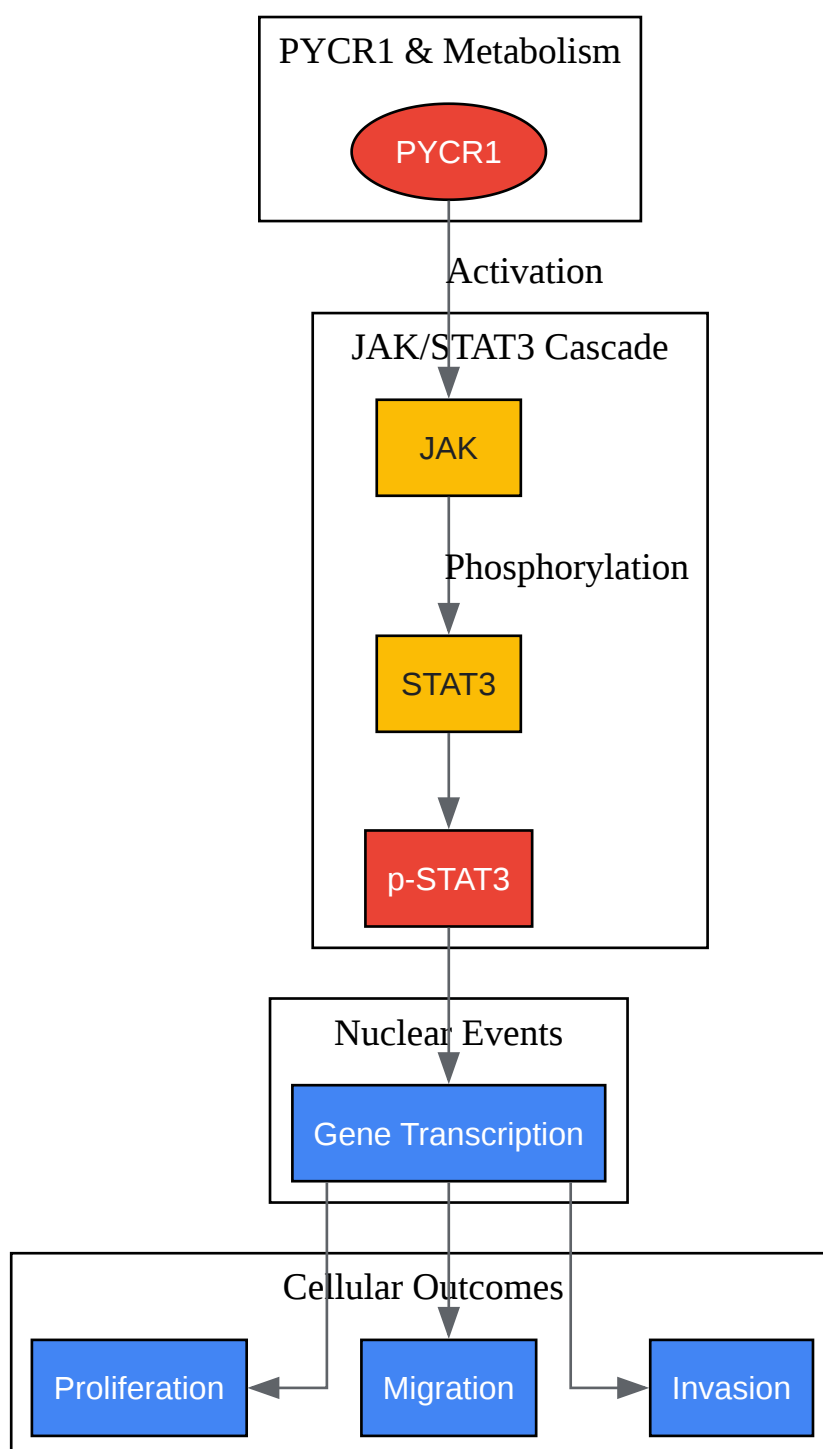 PYCR1 & Metabolism
PYCR1
Activation
JAK/STAT3 Cascade
JAK
Phosphorylation
STAT3
p-STAT3
Nuclear Events
Gene Transcription
Cellular Outcomes
Proliferation
Migration
Invasion